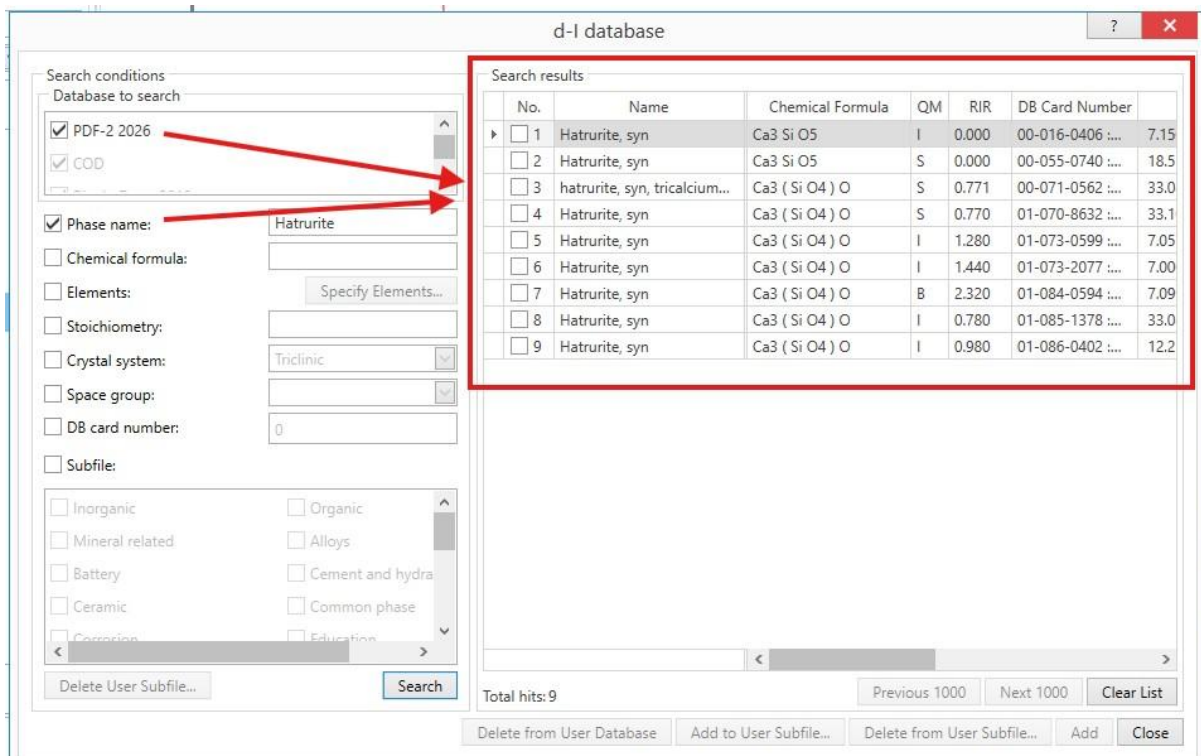 d-I database
?
Search conditions
Database to search
PDF-2 2026
COD
Phase name: Hatrurite
Chemical formula:
Elements: Specify Elements...
Stoichiometry:
Crystal system: Triclinic
Space group:
DB card number: 0
Subfile:
Inorganic Organic
Mineral related Alloys
Battery Cement and hydra
Ceramic Common phase
Corrosion Education
Delete User Subfile... Search
Search results
No. Name Chemical Formula QM RIR DB Card Number
1 Hatrurite, syn Ca3 Si O5 I 0.000 00-016-0406 :... 7.15
2 Hatrurite, syn Ca3 Si O5 S 0.000 00-055-0740 :... 18.5
3 hatrurite, syn, tricalcium... Ca3 ( Si O4 ) O S 0.771 00-071-0562 :... 33.0
4 Hatrurite, syn Ca3 ( Si O4 ) O S 0.770 01-070-8632 :... 33.1
5 Hatrurite, syn Ca3 ( Si O4 ) O I 1.280 01-073-0599 :... 7.05
6 Hatrurite, syn Ca3 ( Si O4 ) O I 1.440 01-073-2077 :... 7.00
7 Hatrurite, syn Ca3 ( Si O4 ) O B 2.320 01-084-0594 :... 7.09
8 Hatrurite, syn Ca3 ( Si O4 ) O I 0.780 01-085-1378 :... 33.0
9 Hatrurite, syn Ca3 ( Si O4 ) O I 0.980 01-086-0402 :... 12.2
Total hits: 9 Previous 1000 Next 1000 Clear List
Delete from User Database Add to User Subfile... Delete from User Subfile... Add Close